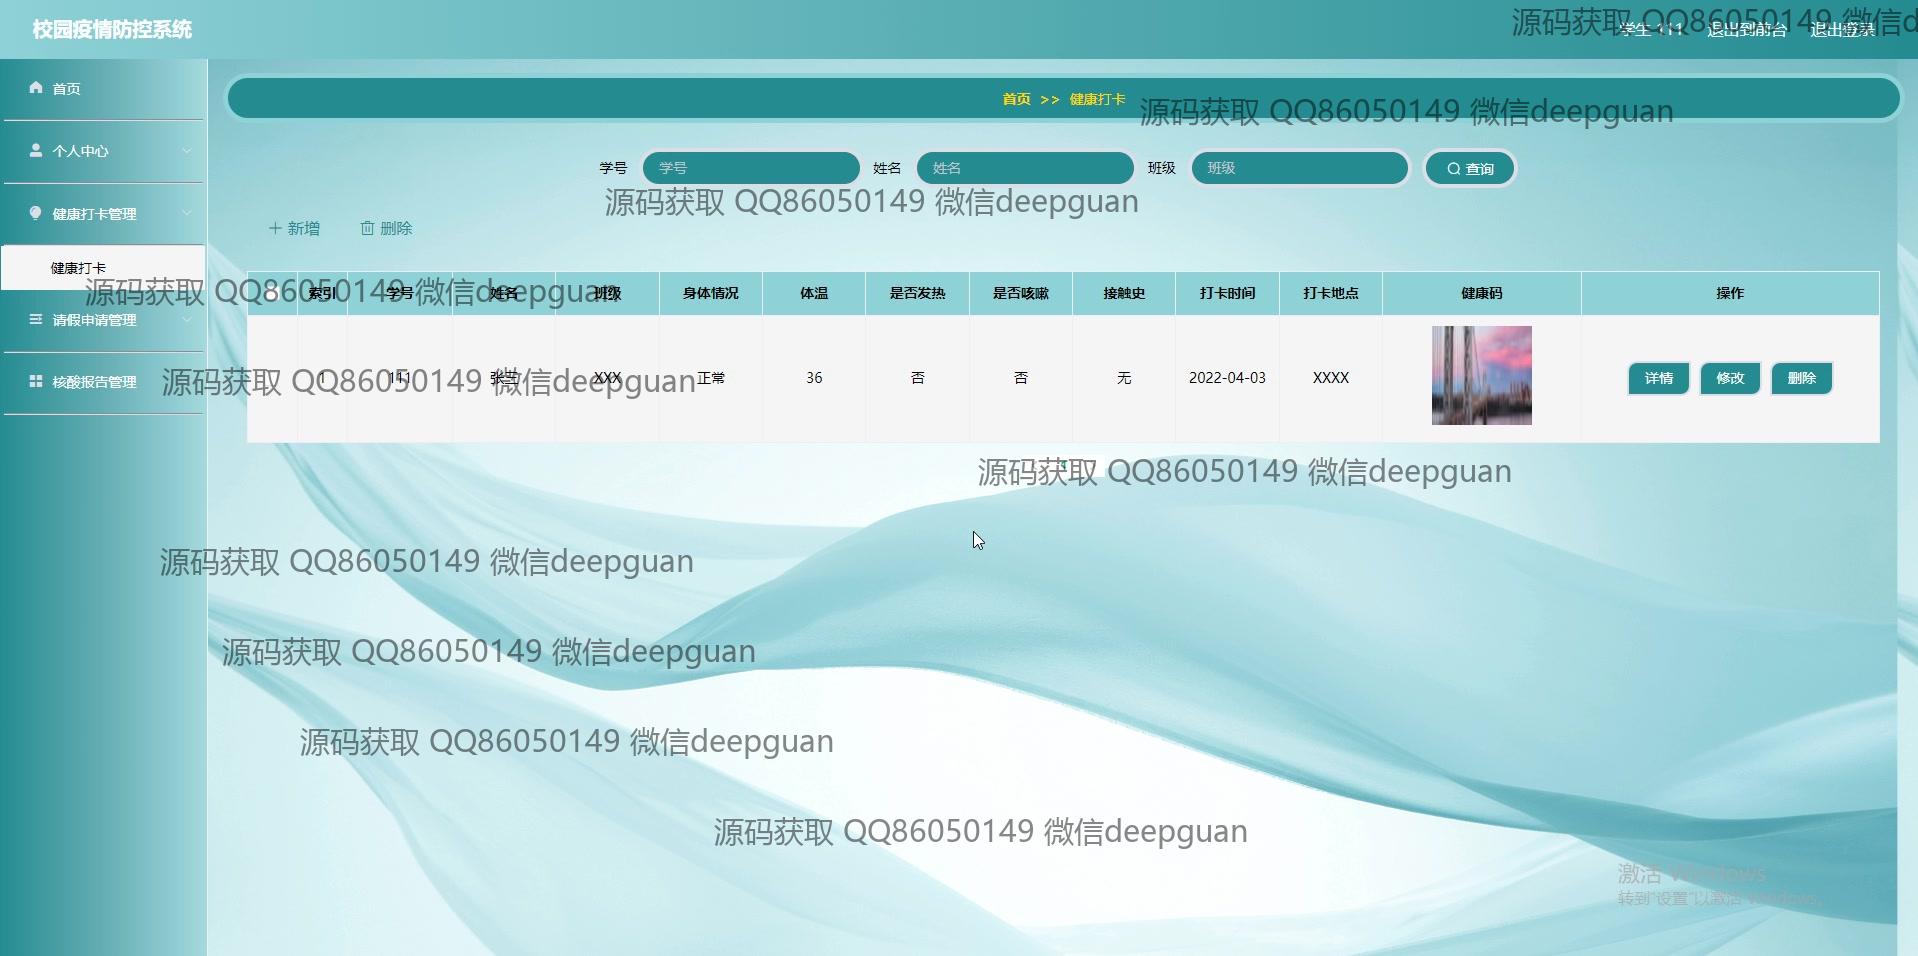 校园疫情防控系统
学生 111 退出到前台 退出登录
源码获取 QQ86050149 微信d
首页
个人中心
健康打卡管理
健康打卡
请假申请管理
核酸报告管理
首页 >> 健康打卡
源码获取 QQ86050149 微信deepguan
学号 学号 姓名 姓名 班级 班级 查询
源码获取 QQ86050149 微信deepguan
新增 删除
索引 学号 姓名 班级 身体情况 体温 是否发热 是否咳嗽 接触史 打卡时间 打卡地点 健康码 操作
源码获取 QQ86050149 微信deepguan
1 111 张三 XXX 正常 36 否 否 无 2022-04-03 XXXX 详情 修改 删除
源码获取 QQ86050149 微信deepguan
1
源码获取 QQ86050149 微信deepguan
源码获取 QQ86050149 微信deepguan
源码获取 QQ86050149 微信deepguan
源码获取 QQ86050149 微信deepguan
源码获取 QQ86050149 微信deepguan
激活 Windows
转到"设置"以激活 Windows。